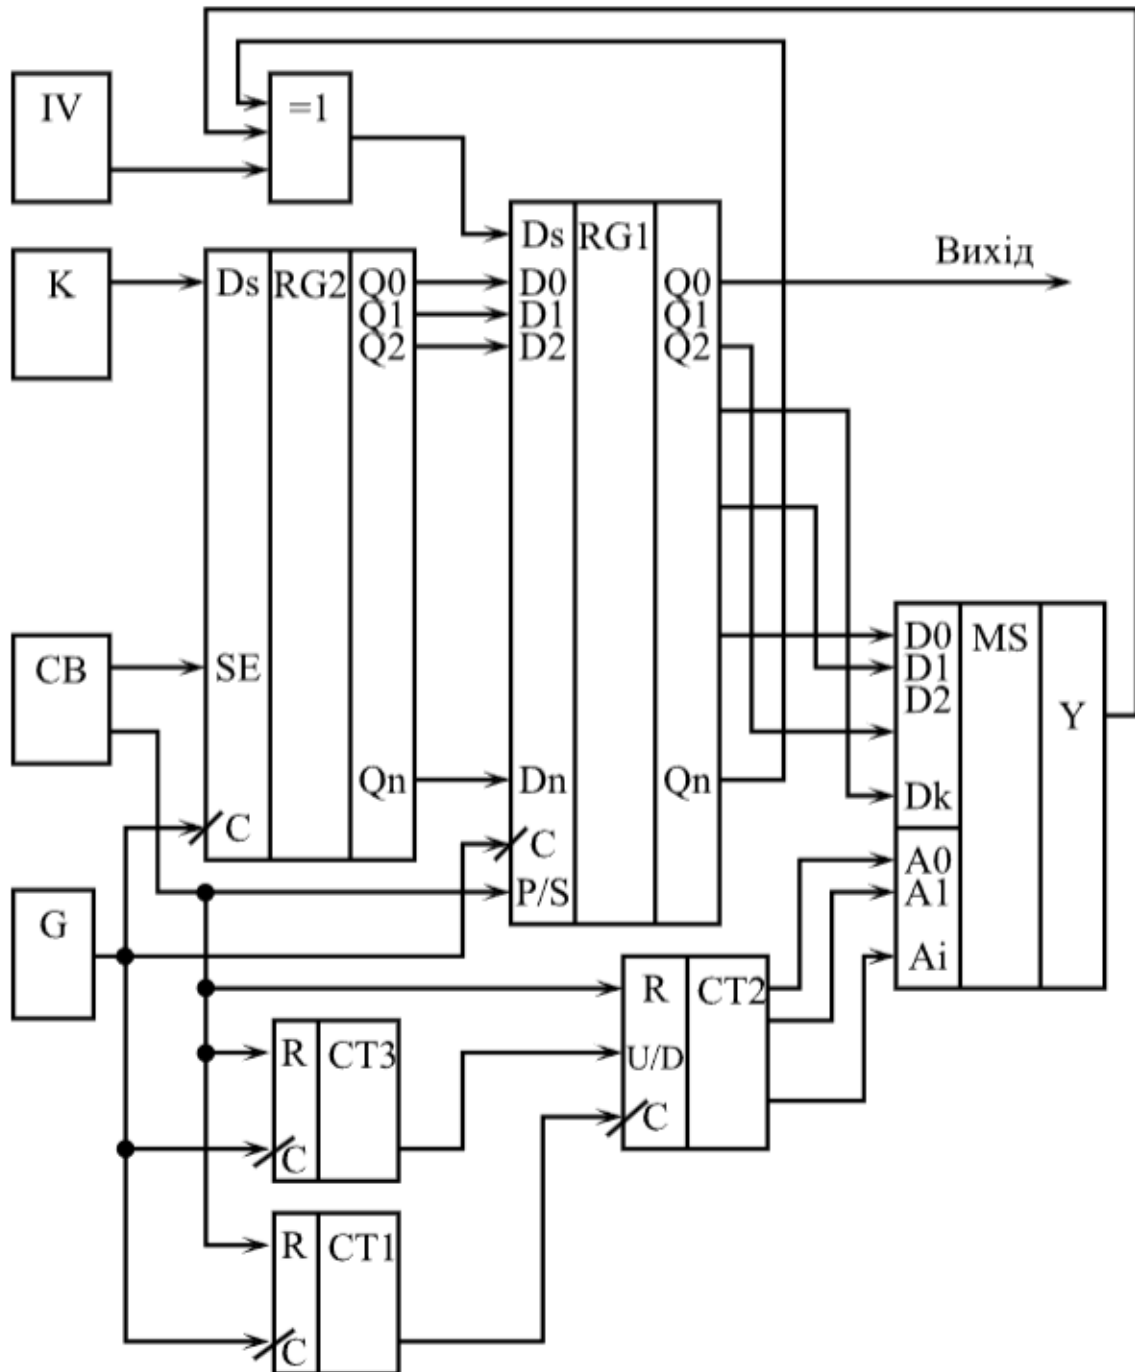 IV
=1
K
Ds
RG2
Q0
Q1
Q2
SE
Qn
C
Ds
RG1
D0
D1
D2
Q0
Q1
Q2
Dn
Qn
C
P/S
Вихід
CB
G
D0
MS
D1
D2
Y
Dk
A0
A1
Ai
R
CT2
U/D
C
R
CT3
C
R
CT1
C